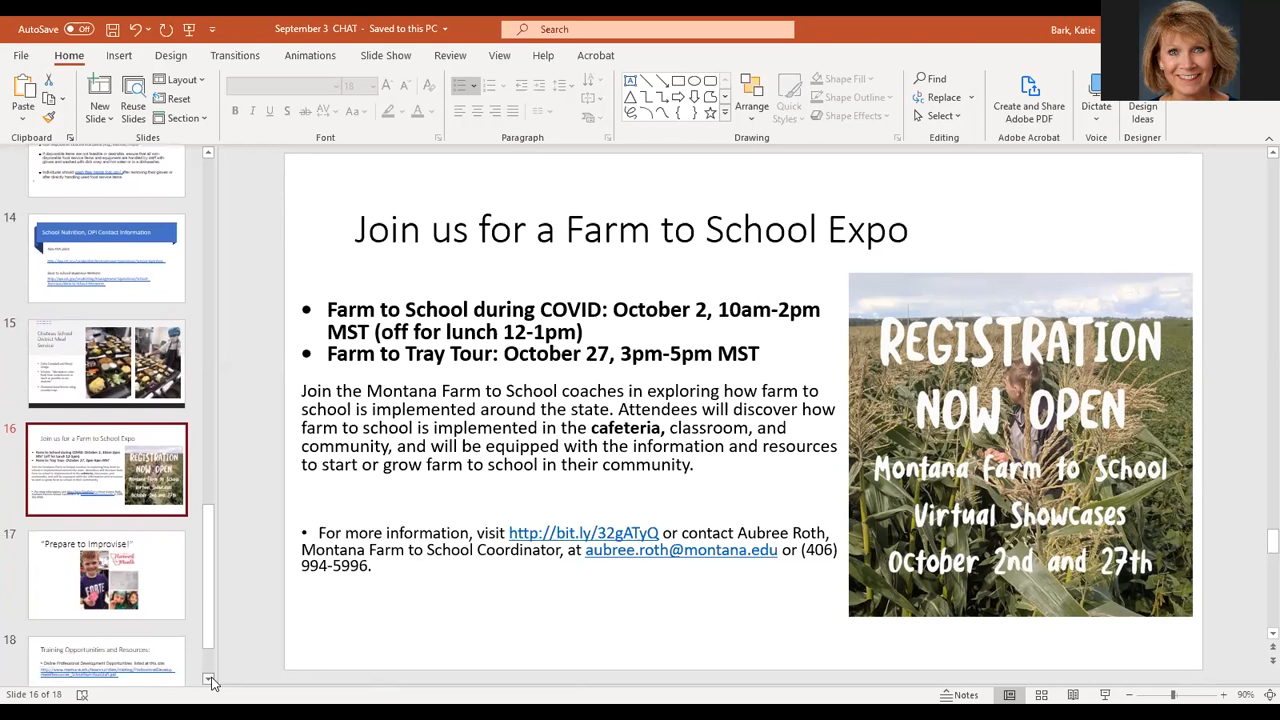 AutoSave Off
September 3 CHAT - Saved to this PC
Search
Bark, Katie
File Home Insert Design Transitions Animations Slide Show Review View Help Acrobat
Paste
New Slides
Reuse Slides
Layout
Reset
Section
18
Arrange
Quick Styles
Shape Fill
Shape Outline
Shape Effects
Find
Replace
Select
Create and Share Adobe PDF
Dictate
Design Ideas
Clipboard Slides Font Paragraph Drawing Editing Adobe Acrobat Voice Designer
14
School Nutrition, OPI Contact Information
15
Chateau School
District Meal
Service
16
Join us for a Farm to School Expo
17
"Prepare to Improvise!"
18
Training Opportunities and Resources:
Join us for a Farm to School Expo
• Farm to School during COVID: October 2, 10am-2pm
MST (off for lunch 12-1pm)
• Farm to Tray Tour: October 27, 3pm-5pm MST
Join the Montana Farm to School coaches in exploring how farm to
school is implemented around the state. Attendees will discover how
farm to school is implemented in the cafeteria, classroom, and
community, and will be equipped with the information and resources
to start or grow farm to school in their community.
• For more information, visit http://bit.ly/32gATyQ or contact Aubree Roth,
Montana Farm to School Coordinator, at aubree.roth@montana.edu or (406)
994-5996.
REGISTRATION
NOW OPEN
Montana Farm to School
Virtual Showcases
October 2nd and 27th
Slide 16 of 18
Notes
90%